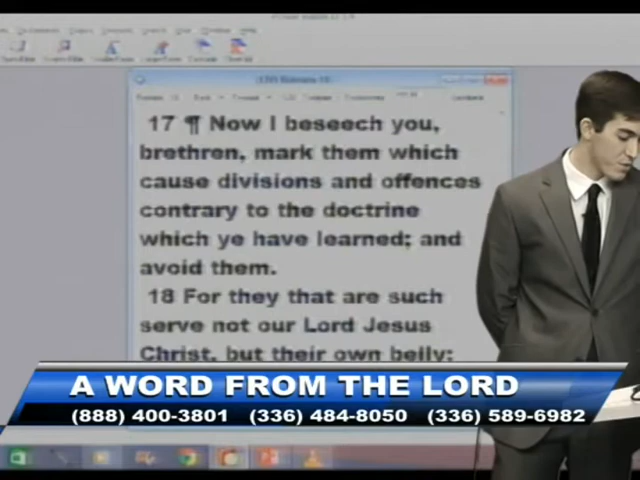 17 ¶ Now I beseech you,
brethren, mark them which
cause divisions and offences
contrary to the doctrine
which ye have learned; and
avoid them.
18 For they that are such
serve not our Lord Jesus
Christ, but their own belly;
A WORD FROM THE LORD
(888) 400-3801 (336) 484-8050 (336) 589-6982